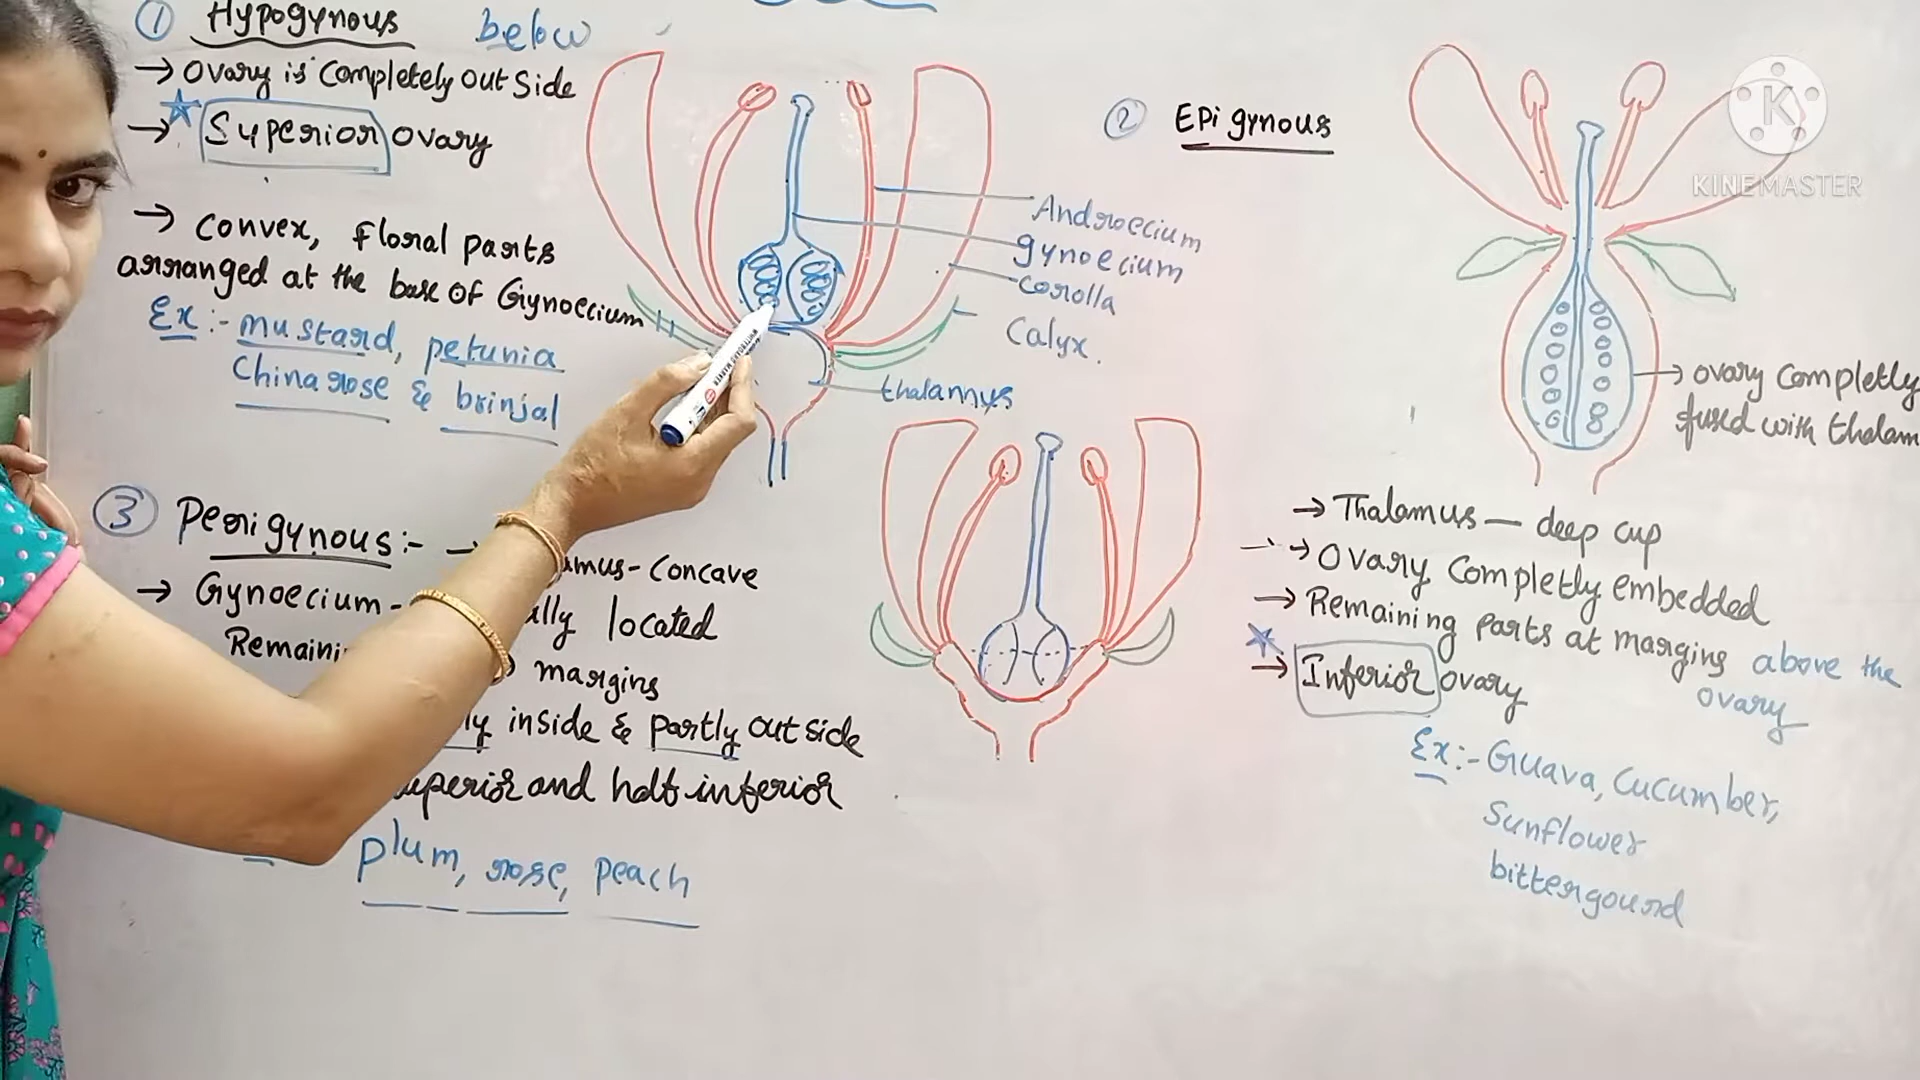 ① Hypogynous below
→ Ovary is completely out side
→ Superior ovary
→ Convex, floral parts
arranged at the base of Gynoecium
Ex :- mustard, petunia
China rose & brinjal
Androecium
gynoecium
corolla
Calyx.
thalamus
② Epigynous
KINEMASTER
→ ovary completly
fused with thalam
→ Thalamus — deep cup
→ Ovary completly embedded
→ Remaining parts at margins above the
ovary
→ Inferior ovary
Ex :- Guava, cucumber,
Sunflower
bittergourd
③ Perigynous :- → mus - concave
→ Gynoecium - lly located
Remaini margins
ly inside & partly out side
uperior and half inferior
plum, rose, peach